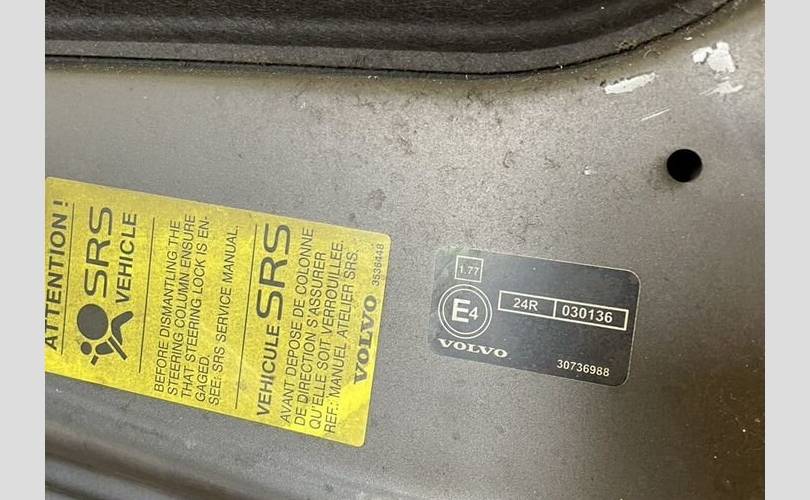 ATTENTION!
SRS
VEHICLE
BEFORE DISMANTLING THE
STEERING COLUMN ENSURE
THAT STEERING LOCK IS EN-
GAGED.
SEE: SRS SERVICE MANUAL.
VEHICULE SRS
AVANT DEPOSE DE COLONNE
DE DIRECTION S'ASSURER
QU'ELLE SOIT VERROUILLEE.
REF.: MANUEL ATELIER SRS.
VOLVO 3536448
1.77
E4 24R 030136
VOLVO
30736988